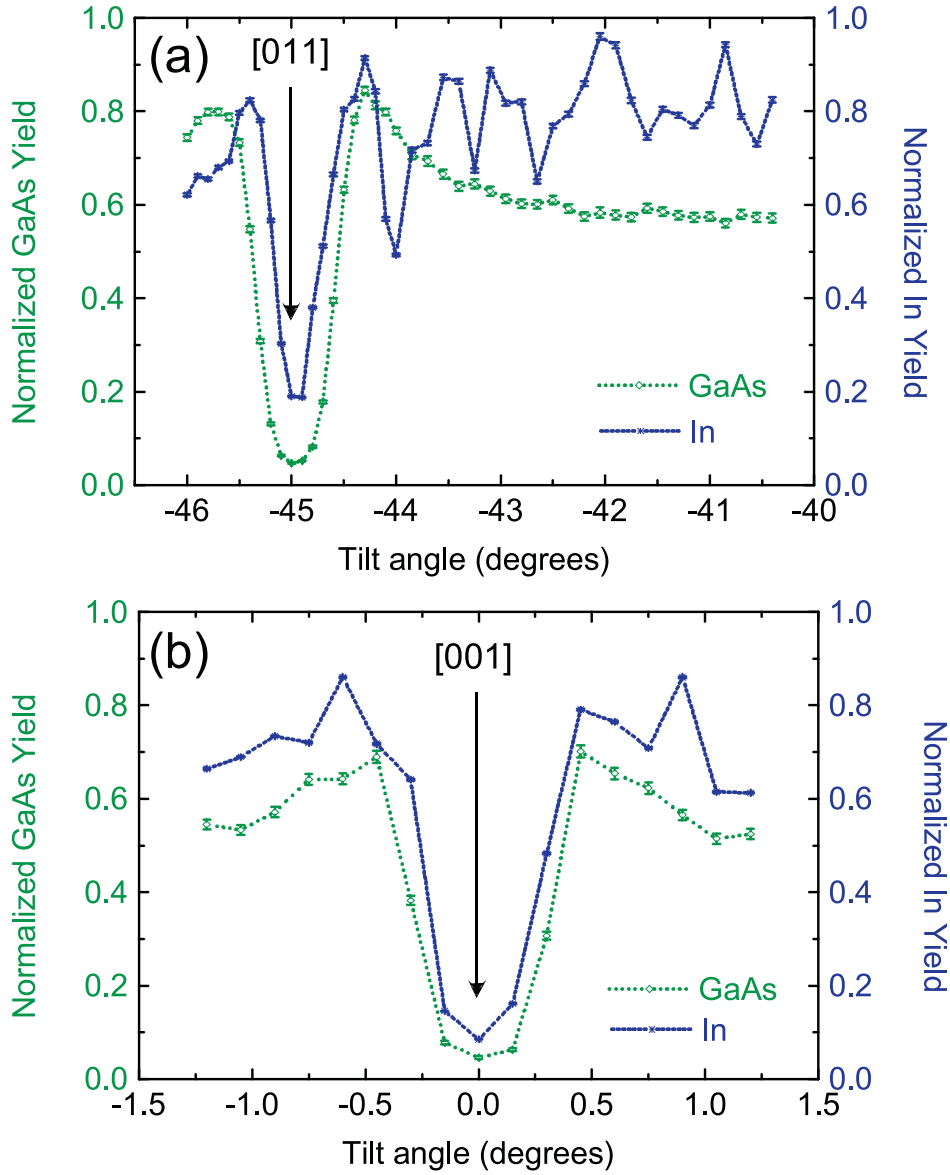 (a)
[011]
1.0
0.8
0.6
0.4
0.2
0.0
Normalized GaAs Yield
1.0
0.8
0.6
0.4
0.2
0.0
Normalized In Yield
GaAs
In
-46 -45 -44 -43 -42 -41 -40
Tilt angle (degrees)
(b)
[001]
1.0
0.8
0.6
0.4
0.2
0.0
Normalized GaAs Yield
1.0
0.8
0.6
0.4
0.2
0.0
Normalized In Yield
GaAs
In
-1.5 -1.0 -0.5 0.0 0.5 1.0 1.5
Tilt angle (degrees)